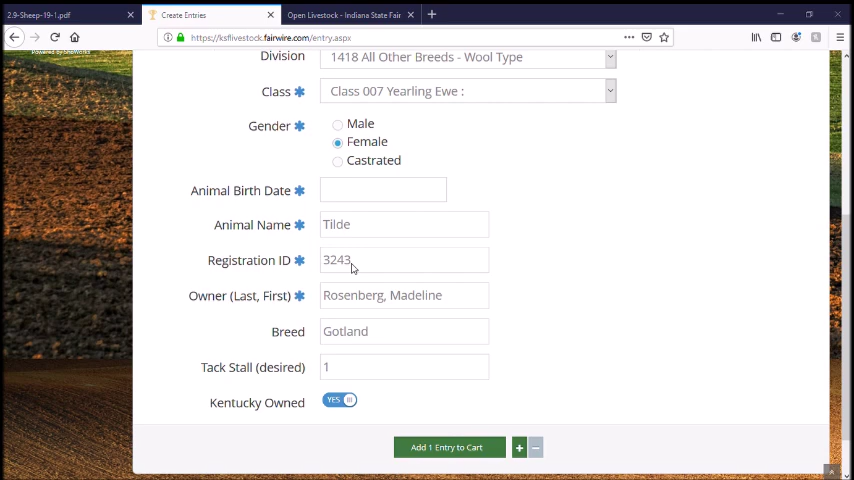 2.9-Sheep-19-1.pdf
Create Entries
Open Livestock - Indiana State Fair
https://ksflivestock.fairwire.com/entry.aspx
Powered by ShoWorks
Division
1418 All Other Breeds - Wool Type
Class
Class 007 Yearling Ewe :
Gender
Male
Female
Castrated
Animal Birth Date
Animal Name
Tilde
Registration ID
3243
Owner (Last, First)
Rosenberg, Madeline
Breed
Gotland
Tack Stall (desired)
1
Kentucky Owned
YES
Add 1 Entry to Cart